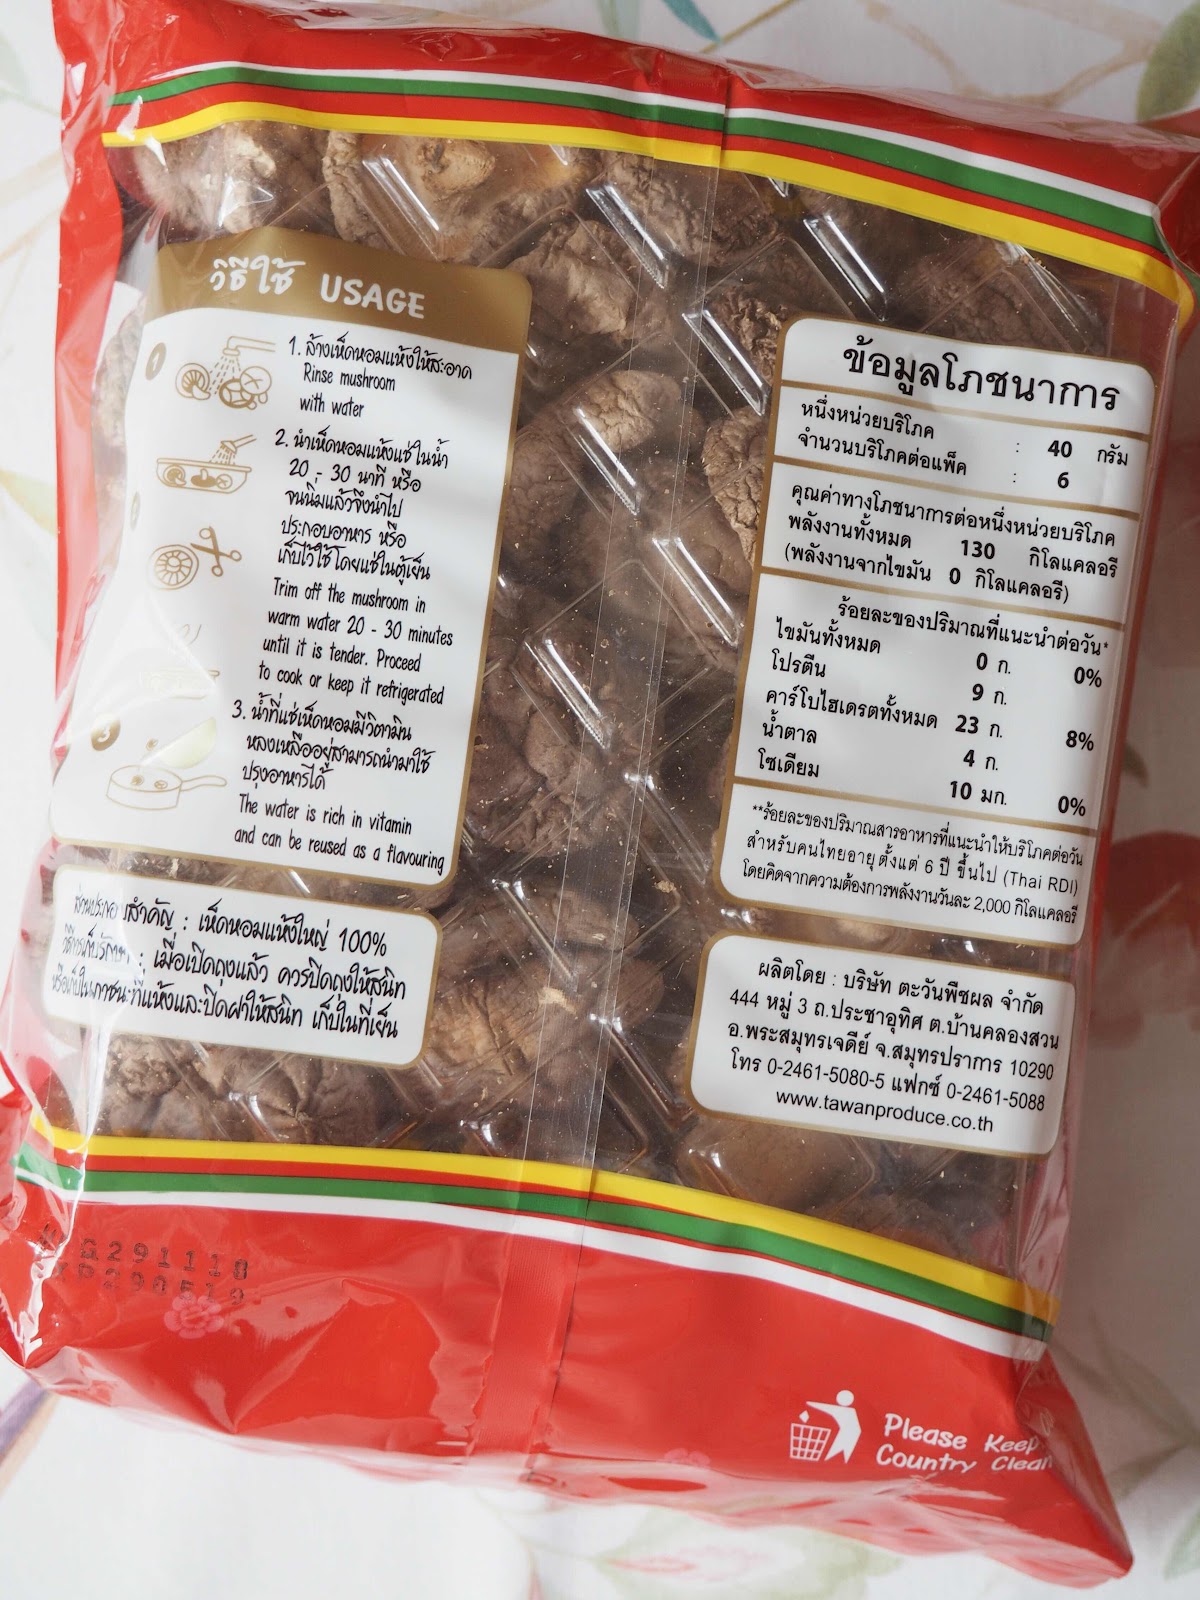 วิธีใช้ USAGE
1. ล้างเห็ดหอมแห้งให้สะอาด
Rinse mushroom
with water
2. นำเห็ดหอมแห้งแช่ในน้ำ
20 - 30 นาที หรือ
จนนิ่มแล้วจึงนำไป
ประกอบอาหาร หรือ
เก็บไว้ใช้โดยแช่ในตู้เย็น
Trim off the mushroom in
warm water 20 - 30 minutes
until it is tender. Proceed
to cook or keep it refrigerated
3. น้ำที่แช่เห็ดหอมมีวิตามิน
หลงเหลืออยู่สามารถนำมาใช้
ปรุงอาหารได้
The water is rich in vitamin
and can be reused as a flavouring
1
3
ส่วนประกอบสำคัญ : เห็ดหอมแห้งใหญ่ 100%
วิธีการเก็บรักษา : เมื่อเปิดถุงแล้ว ควรปิดถุงให้สนิท
หรือเก็บในภาชนะที่แห้งและปิดฝาให้สนิท เก็บในที่เย็น
ข้อมูลโภชนาการ
หนึ่งหน่วยบริโภค : 40 กรัม
จำนวนบริโภคต่อแพ็ค : 6
คุณค่าทางโภชนาการต่อหนึ่งหน่วยบริโภค
พลังงานทั้งหมด 130 กิโลแคลอรี
(พลังงานจากไขมัน 0 กิโลแคลอรี)
ร้อยละของปริมาณที่แนะนำต่อวัน*
ไขมันทั้งหมด 0 ก. 0%
โปรตีน 9 ก.
คาร์โบไฮเดรตทั้งหมด 23 ก. 8%
น้ำตาล 4 ก.
โซเดียม 10 มก. 0%
**ร้อยละของปริมาณสารอาหารที่แนะนำให้บริโภคต่อวัน
สำหรับคนไทยอายุตั้งแต่ 6 ปี ขึ้นไป (Thai RDI)
โดยคิดจากความต้องการพลังงานวันละ 2,000 กิโลแคลอรี
ผลิตโดย : บริษัท ตะวันพืชผล จำกัด
444 หมู่ 3 ถ.ประชาอุทิศ ต.บ้านคลองสวน
อ.พระสมุทรเจดีย์ จ.สมุทรปราการ 10290
โทร 0-2461-5080-5 แฟกซ์ 0-2461-5088
www.tawanproduce.co.th
291118
290519
Please Keep
Country Clean